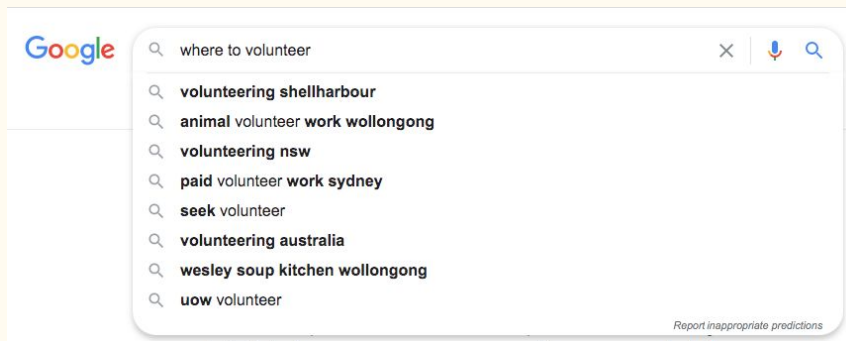 Google
where to volunteer
volunteering shellharbour
animal volunteer work wollongong
volunteering nsw
paid volunteer work sydney
seek volunteer
volunteering australia
wesley soup kitchen wollongong
uow volunteer
Report inappropriate predictions